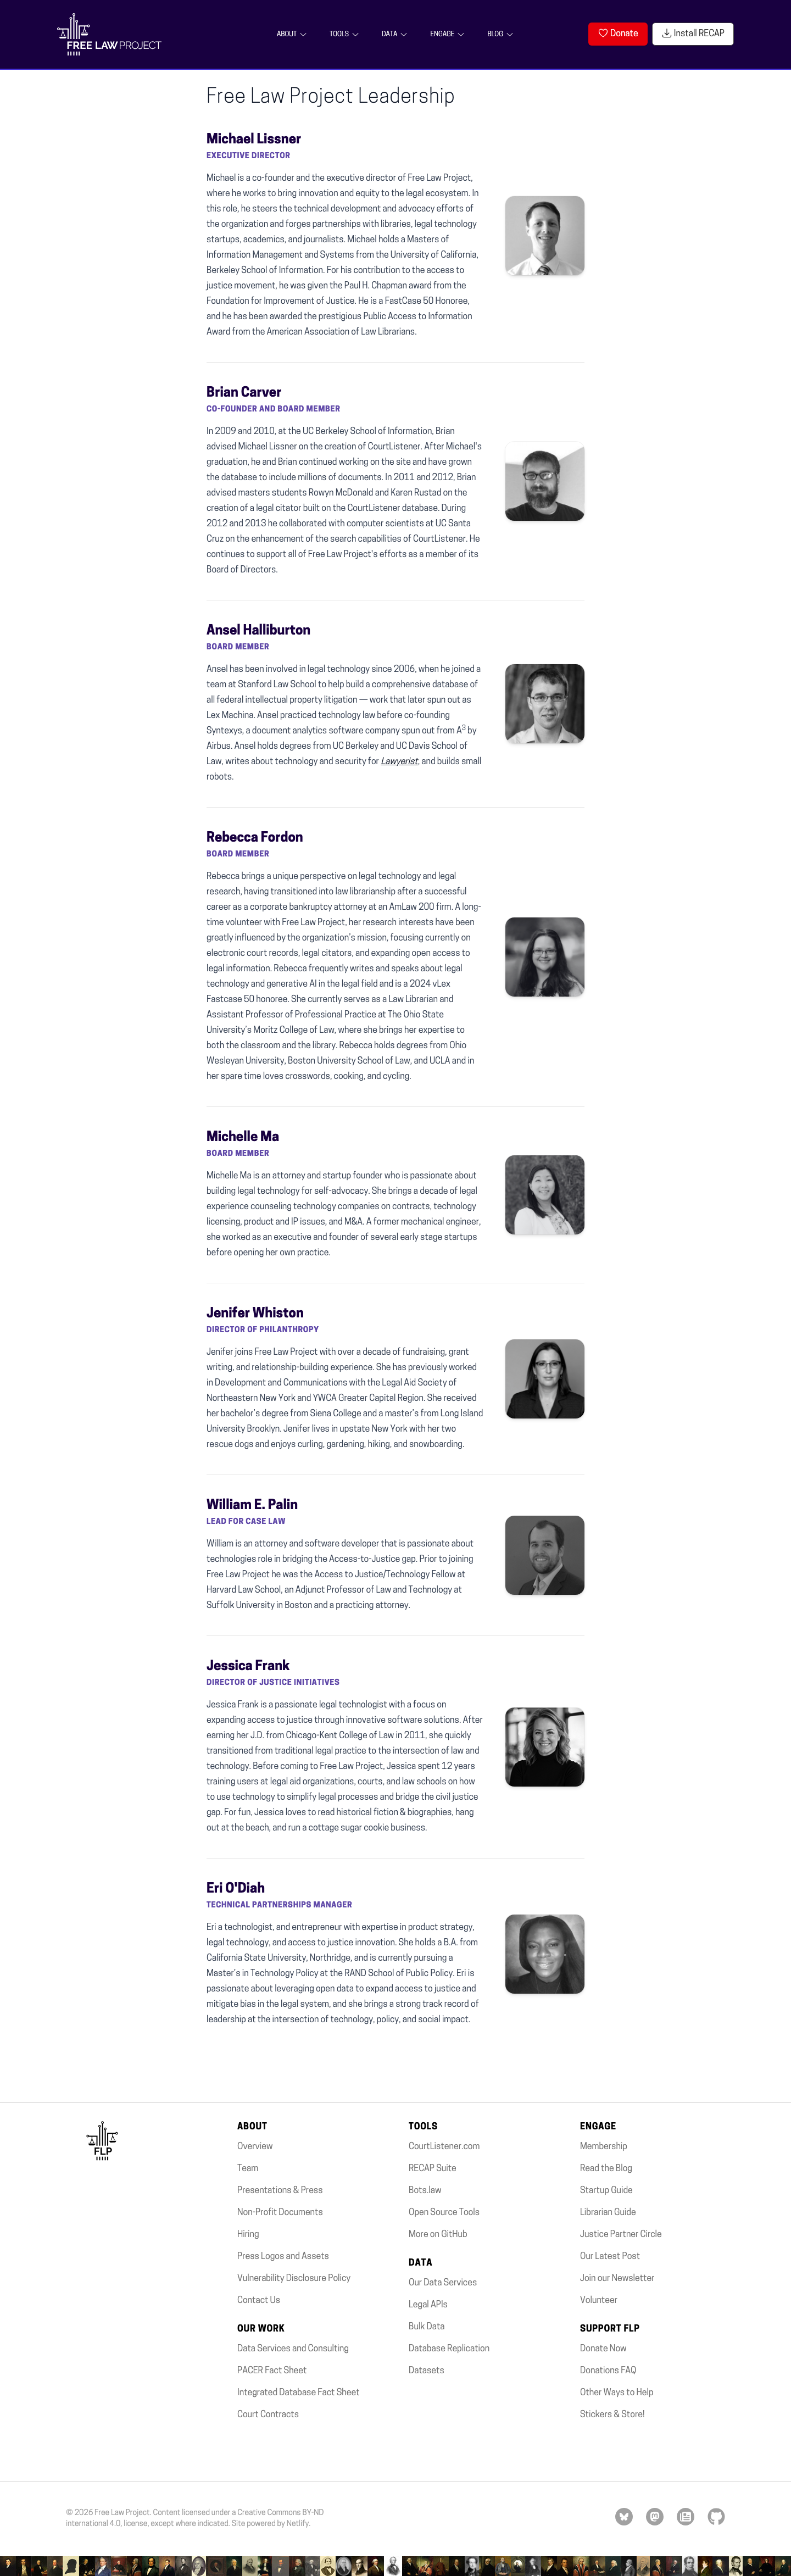 FREE LAW PROJECT
ABOUT
TOOLS
DATA
ENGAGE
BLOG
Donate
Install RECAP
Free Law Project Leadership
Michael Lissner
EXECUTIVE DIRECTOR
Michael is a co-founder and the executive director of Free Law Project,
where he works to bring innovation and equity to the legal ecosystem. In
this role, he steers the technical development and advocacy efforts of
the organization and forges partnerships with libraries, legal technology
startups, academics, and journalists. Michael holds a Masters of
Information Management and Systems from the University of California,
Berkeley School of Information. For his contribution to the access to
justice movement, he was given the Paul H. Chapman award from the
Foundation for Improvement of Justice. He is a FastCase 50 Honoree,
and he has been awarded the prestigious Public Access to Information
Award from the American Association of Law Librarians.
Brian Carver
CO-FOUNDER AND BOARD MEMBER
In 2009 and 2010, at the UC Berkeley School of Information, Brian
advised Michael Lissner on the creation of CourtListener. After Michael's
graduation, he and Brian continued working on the site and have grown
the database to include millions of documents. In 2011 and 2012, Brian
advised masters students Rowyn McDonald and Karen Rustad on the
creation of a legal citator built on the CourtListener database. During
2012 and 2013 he collaborated with computer scientists at UC Santa
Cruz on the enhancement of the search capabilities of CourtListener. He
continues to support all of Free Law Project's efforts as a member of its
Board of Directors.
Ansel Halliburton
BOARD MEMBER
Ansel has been involved in legal technology since 2006, when he joined a
team at Stanford Law School to help build a comprehensive database of
all federal intellectual property litigation — work that later spun out as
Lex Machina. Ansel practiced technology law before co-founding
Syntexys, a document analytics software company spun out from A3 by
Airbus. Ansel holds degrees from UC Berkeley and UC Davis School of
Law, writes about technology and security for Lawyerist, and builds small
robots.
Rebecca Fordon
BOARD MEMBER
Rebecca brings a unique perspective on legal technology and legal
research, having transitioned into law librarianship after a successful
career as a corporate bankruptcy attorney at an AmLaw 200 firm. A long-
time volunteer with Free Law Project, her research interests have been
greatly influenced by the organization's mission, focusing currently on
electronic court records, legal citators, and expanding open access to
legal information. Rebecca frequently writes and speaks about legal
technology and generative AI in the legal field and is a 2024 vLex
Fastcase 50 honoree. She currently serves as a Law Librarian and
Assistant Professor of Professional Practice at The Ohio State
University's Moritz College of Law, where she brings her expertise to
both the classroom and the library. Rebecca holds degrees from Ohio
Wesleyan University, Boston University School of Law, and UCLA and in
her spare time loves crosswords, cooking, and cycling.
Michelle Ma
BOARD MEMBER
Michelle Ma is an attorney and startup founder who is passionate about
building legal technology for self-advocacy. She brings a decade of legal
experience counseling technology companies on contracts, technology
licensing, product and IP issues, and M&A. A former mechanical engineer,
she worked as an executive and founder of several early stage startups
before opening her own practice.
Jenifer Whiston
DIRECTOR OF PHILANTHROPY
Jenifer joins Free Law Project with over a decade of fundraising, grant
writing, and relationship-building experience. She has previously worked
in Development and Communications with the Legal Aid Society of
Northeastern New York and YWCA Greater Capital Region. She received
her bachelor's degree from Siena College and a master's from Long Island
University Brooklyn. Jenifer lives in upstate New York with her two
rescue dogs and enjoys curling, gardening, hiking, and snowboarding.
William E. Palin
LEAD FOR CASE LAW
William is an attorney and software developer that is passionate about
technologies role in bridging the Access-to-Justice gap. Prior to joining
Free Law Project he was the Access to Justice/Technology Fellow at
Harvard Law School, an Adjunct Professor of Law and Technology at
Suffolk University in Boston and a practicing attorney.
Jessica Frank
DIRECTOR OF JUSTICE INITIATIVES
Jessica Frank is a passionate legal technologist with a focus on
expanding access to justice through innovative software solutions. After
earning her J.D. from Chicago-Kent College of Law in 2011, she quickly
transitioned from traditional legal practice to the intersection of law and
technology. Before coming to Free Law Project, Jessica spent 12 years
training users at legal aid organizations, courts, and law schools on how
to use technology to simplify legal processes and bridge the civil justice
gap. For fun, Jessica loves to read historical fiction & biographies, hang
out at the beach, and run a cottage sugar cookie business.
Eri O'Diah
TECHNICAL PARTNERSHIPS MANAGER
Eri a technologist, and entrepreneur with expertise in product strategy,
legal technology, and access to justice innovation. She holds a B.A. from
California State University, Northridge, and is currently pursuing a
Master's in Technology Policy at the RAND School of Public Policy. Eri is
passionate about leveraging open data to expand access to justice and
mitigate bias in the legal system, and she brings a strong track record of
leadership at the intersection of technology, policy, and social impact.
FLP
ABOUT
Overview
Team
Presentations & Press
Non-Profit Documents
Hiring
Press Logos and Assets
Vulnerability Disclosure Policy
Contact Us
OUR WORK
Data Services and Consulting
PACER Fact Sheet
Integrated Database Fact Sheet
Court Contracts
TOOLS
CourtListener.com
RECAP Suite
Bots.law
Open Source Tools
More on GitHub
DATA
Our Data Services
Legal APIs
Bulk Data
Database Replication
Datasets
ENGAGE
Membership
Read the Blog
Startup Guide
Librarian Guide
Justice Partner Circle
Our Latest Post
Join our Newsletter
Volunteer
SUPPORT FLP
Donate Now
Donations FAQ
Other Ways to Help
Stickers & Store!
© 2026 Free Law Project. Content licensed under a Creative Commons BY-ND
international 4.0, license, except where indicated. Site powered by Netlify.